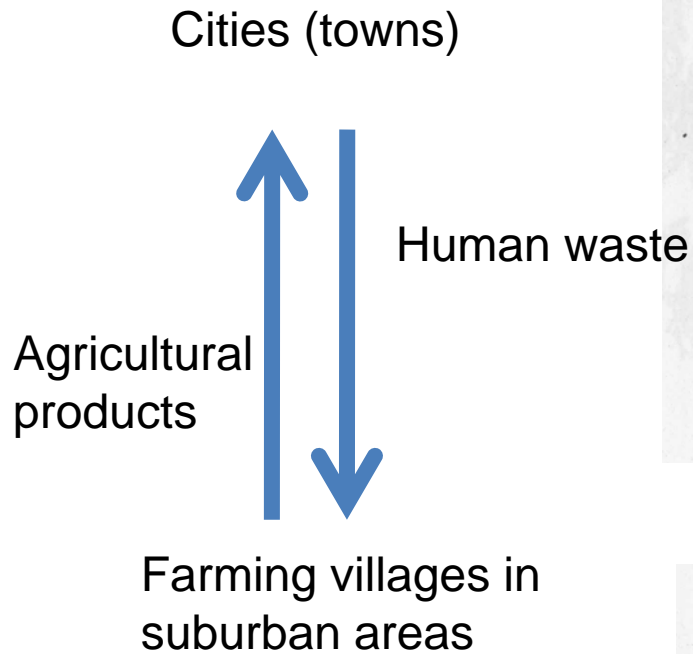 Cities (towns)
Human waste
Agricultural
products
Farming villages in
suburban areas